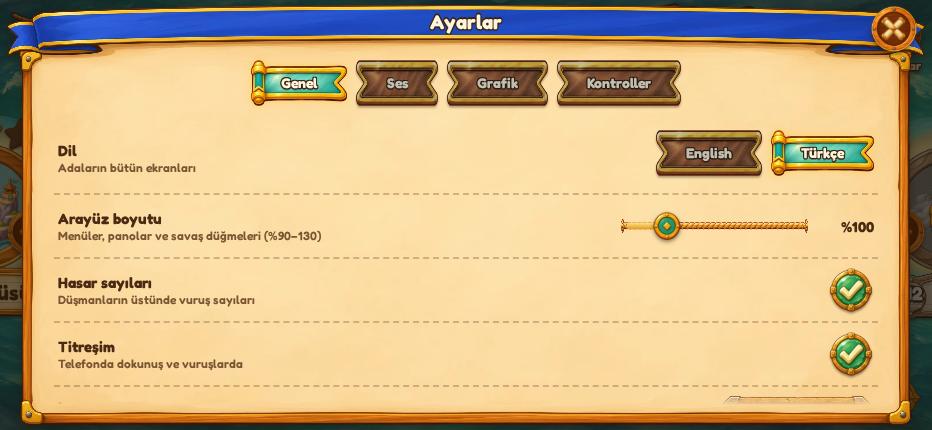 Ayarlar
Genel
Ses
Grafik
Kontroller
Dil
Adaların bütün ekranları
English
Türkçe
Arayüz boyutu
Menüler, panolar ve savaş düğmeleri (%90–130)
%100
Hasar sayıları
Düşmanların üstünde vuruş sayıları
Titreşim
Telefonda dokunuş ve vuruşlarda